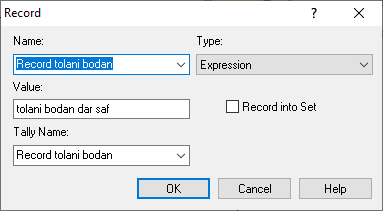 Record
Name:
Type:
Record tolani bodan
Expression
Value:
tolani bodan dar saf
Record into Set
Tally Name:
Record tolani bodan
OK
Cancel
Help